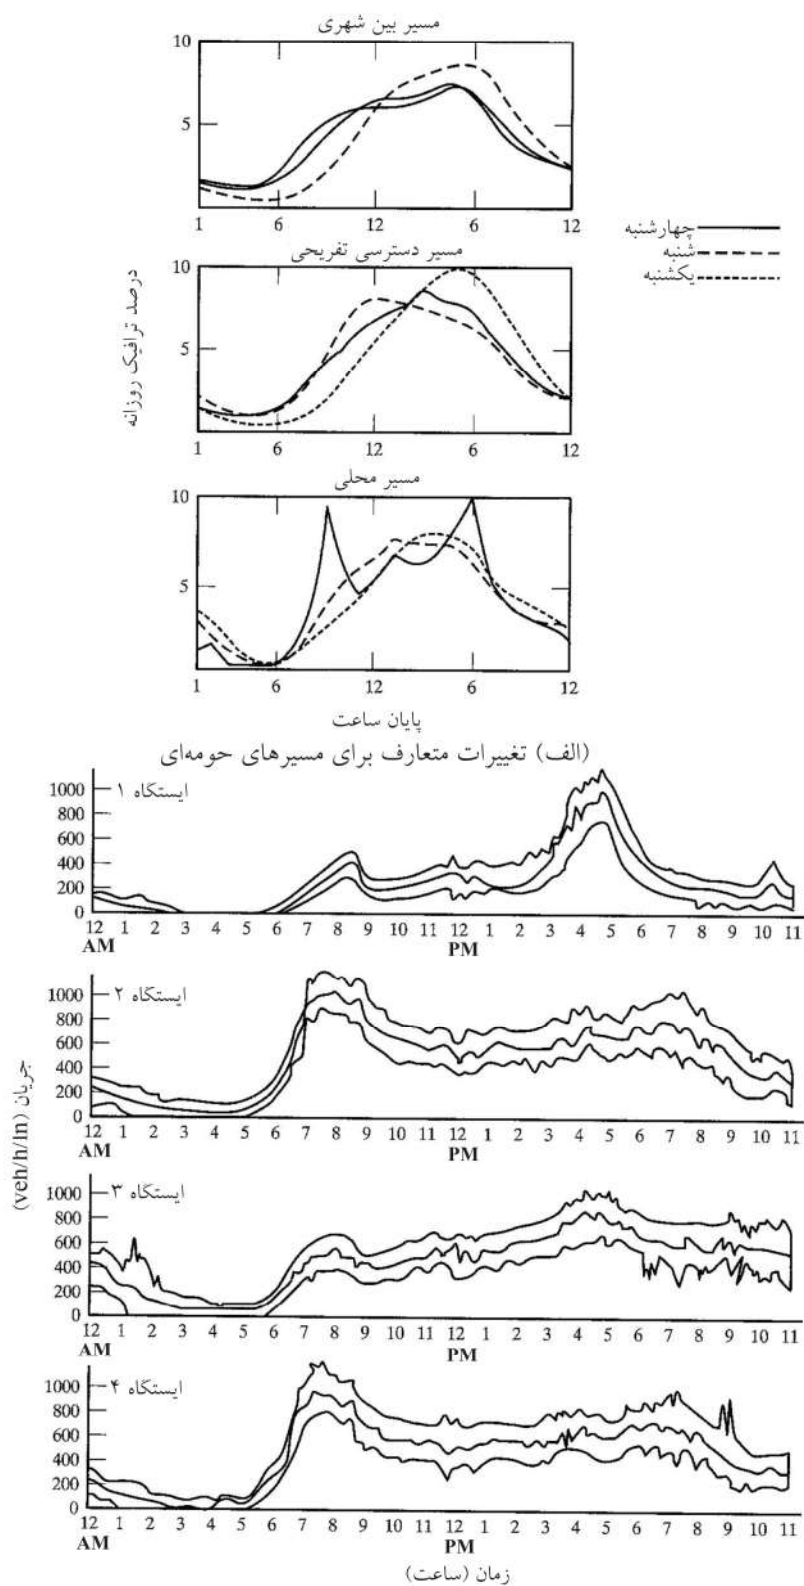 مسیر بین شهری
10
5
1 6 12 6 12
چهارشنبه
شنبه
یکشنبه
مسیر دسترسی تفریحی
10
5
1 6 12 6 12
درصد ترافیک روزانه
مسیر محلی
10
5
1 6 12 6 12
پایان ساعت
(الف) تغییرات متعارف برای مسیرهای حومه‌ای
ایستگاه ۱
1000
800
600
400
200
0
12 1 2 3 4 5 6 7 8 9 10 11 12 1 2 3 4 5 6 7 8 9 10 11
AM PM
ایستگاه ۲
1000
800
600
400
200
0
12 1 2 3 4 5 6 7 8 9 10 11 12 1 2 3 4 5 6 7 8 9 10 11
AM PM
جریان (veh/h/ln)
ایستگاه ۳
1000
800
600
400
200
0
12 1 2 3 4 5 6 7 8 9 10 11 12 1 2 3 4 5 6 7 8 9 10 11
AM PM
ایستگاه ۴
1000
800
600
400
200
0
12 1 2 3 4 5 6 7 8 9 10 11 12 1 2 3 4 5 6 7 8 9 10 11
AM PM
زمان (ساعت)